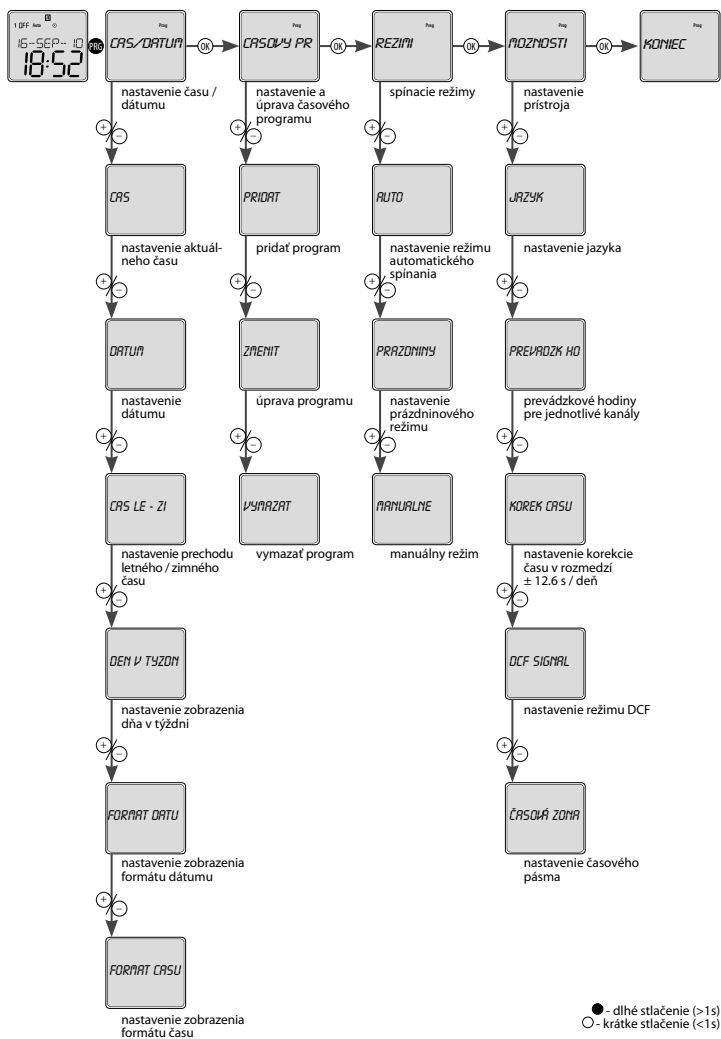 1 OFF Auto
16-SEP-10
18:52
PRG
Prog
CAS/DATUM
OK
Prog
CASOVY PR
OK
Prog
REZIMI
OK
Prog
MOZNOSTI
OK
Prog
KONIEC
nastavenie času /
dátumu
nastavenie a
úprava časového
programu
spínacie režimy
nastavenie
prístroja
+ −
+ −
+ −
+ −
CAS
PRIDAT
AUTO
JAZYK
nastavenie aktuál-
neho času
pridať program
nastavenie režimu
automatického
spínania
nastavenie jazyka
+ −
+ −
+ −
+ −
DATUM
ZMENIT
PRAZDNINY
PREVADZK HO
nastavenie
dátumu
úprava programu
nastavenie
prázdninového
režimu
prevádzkové hodiny
pre jednotlivé kanály
+ −
+ −
+ −
+ −
CAS LE - ZI
VYMAZAT
MANUALNE
KOREK CASU
nastavenie prechodu
letného / zimného
času
vymazať program
manuálny režim
nastavenie korekcie
času v rozmedzí
± 12.6 s / deň
+ −
+ −
DEN V TYZDN
DCF SIGNAL
nastavenie zobrazenia
dňa v týždni
nastavenie režimu DCF
+ −
+ −
FORMAT DATU
ČASOVÁ ZONA
nastavenie zobrazenia
formátu dátumu
nastavenie časového
pásma
+ −
FORMAT CASU
nastavenie zobrazenia
formátu času
- dlhé stlačenie (>1s)
- krátke stlačenie (<1s)